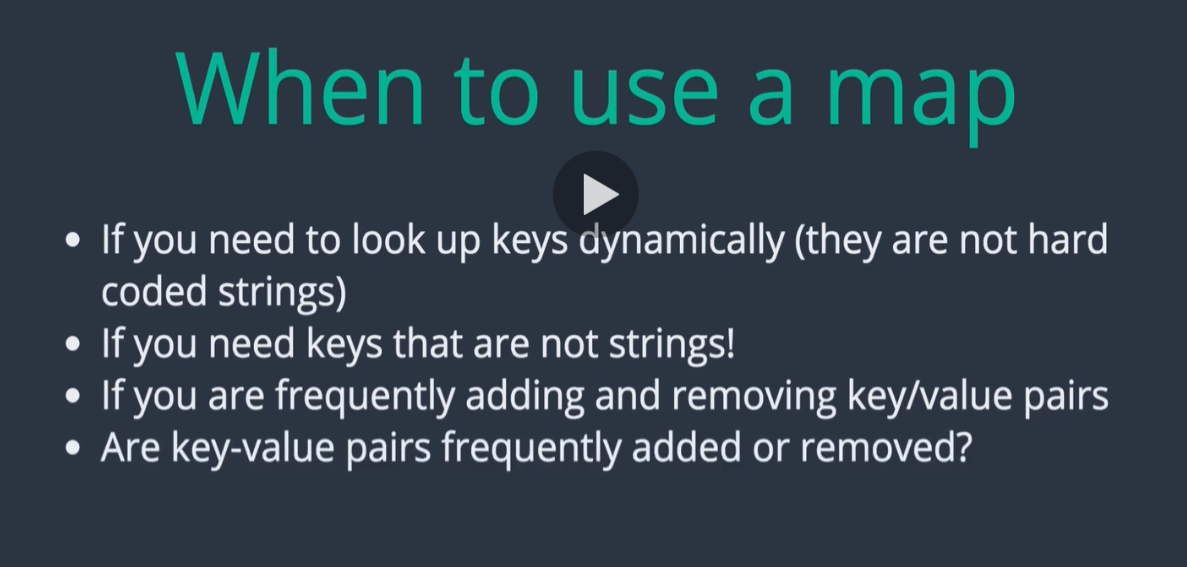 When to use a map
• If you need to look up keys dynamically (they are not hard
coded strings)
• If you need keys that are not strings!
• If you are frequently adding and removing key/value pairs
• Are key-value pairs frequently added or removed?